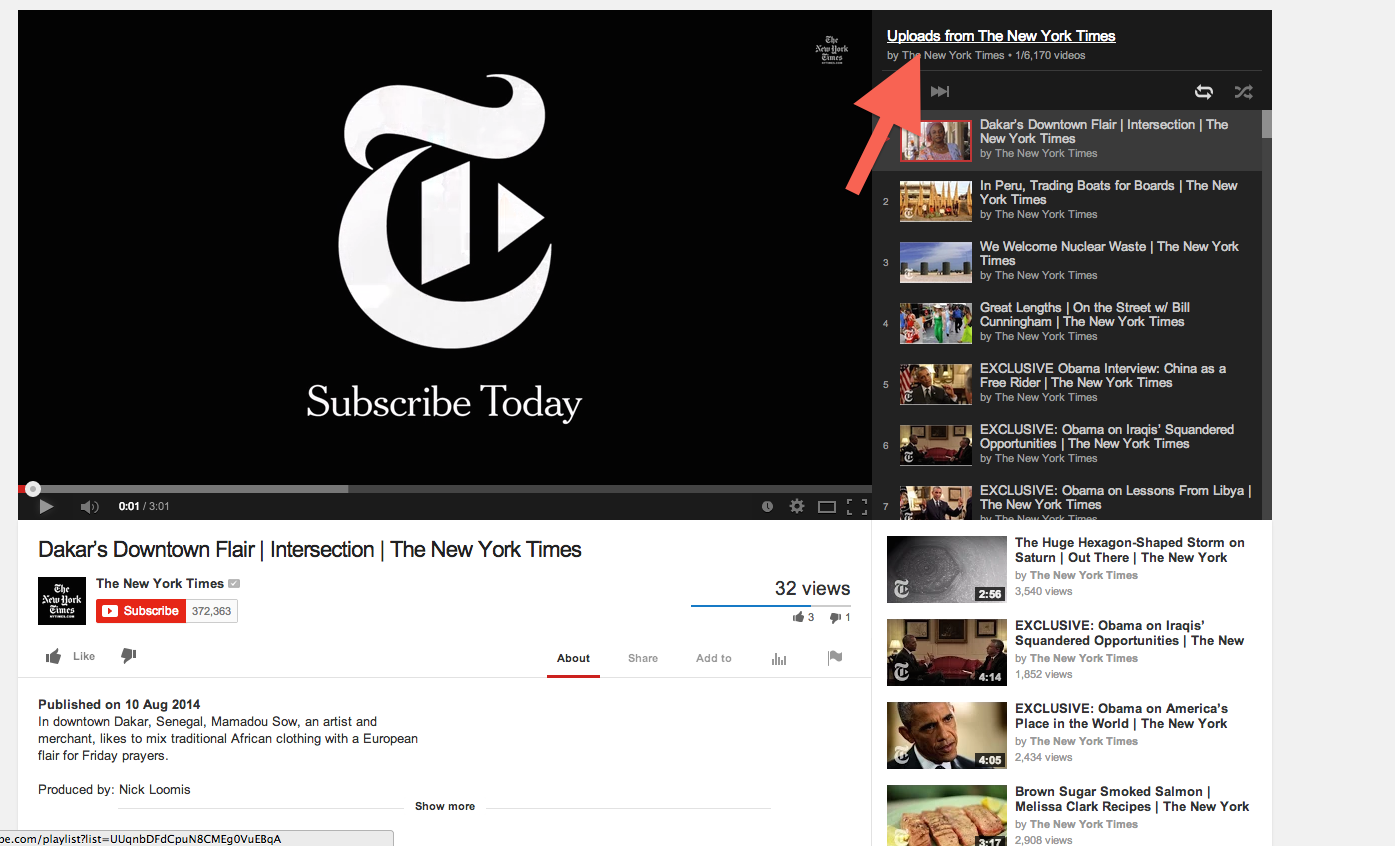 The
New York
Times
NYTIMES.COM
Subscribe Today
0:01 / 3:01
Uploads from The New York Times
by The New York Times • 1/6,170 videos
Dakar's Downtown Flair | Intersection | The
New York Times
by The New York Times
2
In Peru, Trading Boats for Boards | The New
York Times
by The New York Times
3
We Welcome Nuclear Waste | The New York
Times
by The New York Times
4
Great Lengths | On the Street w/ Bill
Cunningham | The New York Times
by The New York Times
5
EXCLUSIVE Obama Interview: China as a
Free Rider | The New York Times
by The New York Times
6
EXCLUSIVE: Obama on Iraqis' Squandered
Opportunities | The New York Times
by The New York Times
7
EXCLUSIVE: Obama on Lessons From Libya |
The New York Times
by The New York Times
Dakar's Downtown Flair | Intersection | The New York Times
The
New York
Times
NYTIMES.COM
The New York Times
Subscribe 372,363
32 views
3 1
Like
About Share Add to
Published on 10 Aug 2014
In downtown Dakar, Senegal, Mamadou Sow, an artist and
merchant, likes to mix traditional African clothing with a European
flair for Friday prayers.
Produced by: Nick Loomis
Show more
be.com/playlist?list=UUqnbDFdCpuN8CMEg0VuEBqA
The Huge Hexagon-Shaped Storm on
Saturn | Out There | The New York
by The New York Times
3,540 views
2:56
EXCLUSIVE: Obama on Iraqis'
Squandered Opportunities | The New
by The New York Times
1,852 views
4:14
EXCLUSIVE: Obama on America's
Place in the World | The New York
by The New York Times
2,434 views
4:05
Brown Sugar Smoked Salmon |
Melissa Clark Recipes | The New York
by The New York Times
2,908 views
3:17